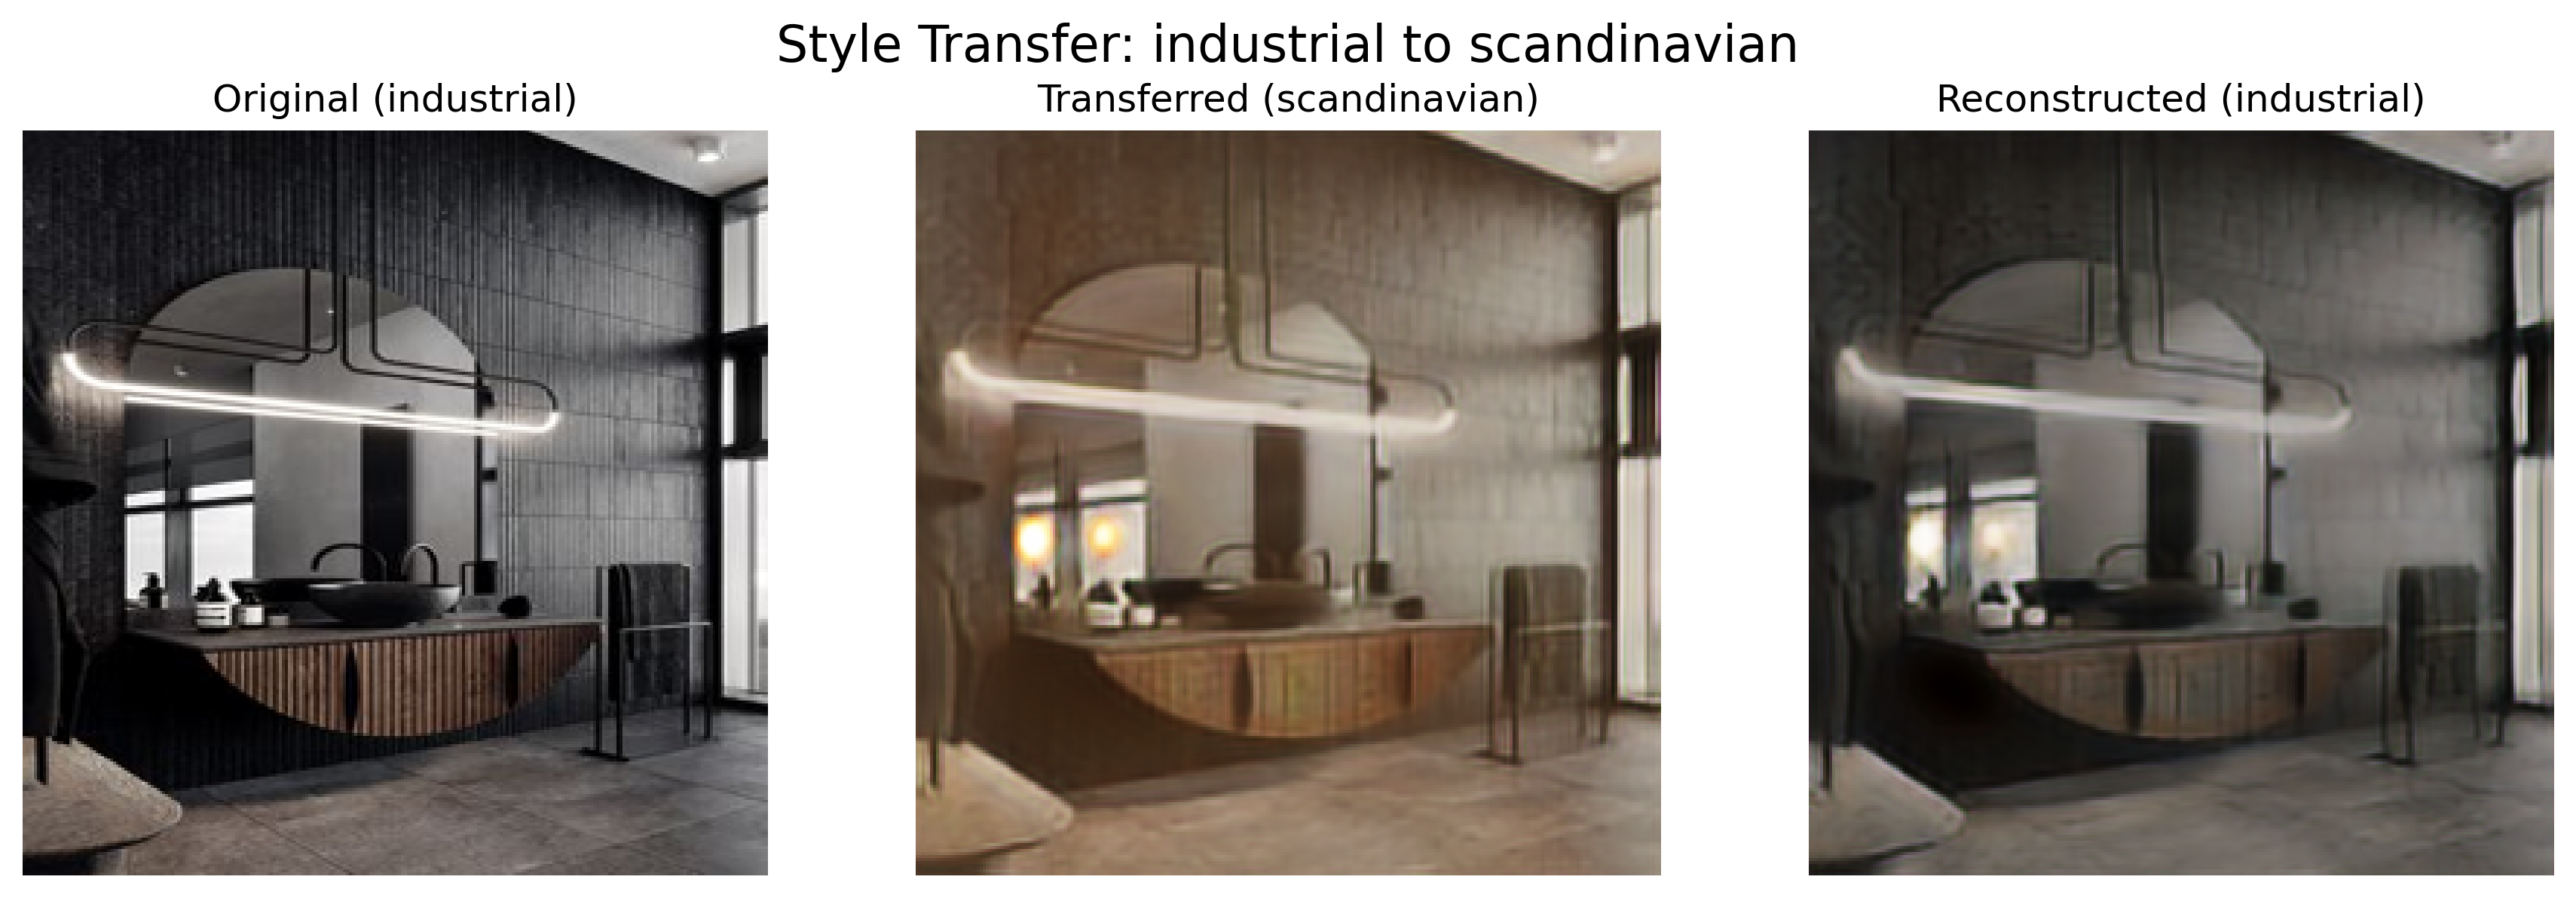 Style Transfer: industrial to scandinavian
Original (industrial)
Transferred (scandinavian)
Reconstructed (industrial)